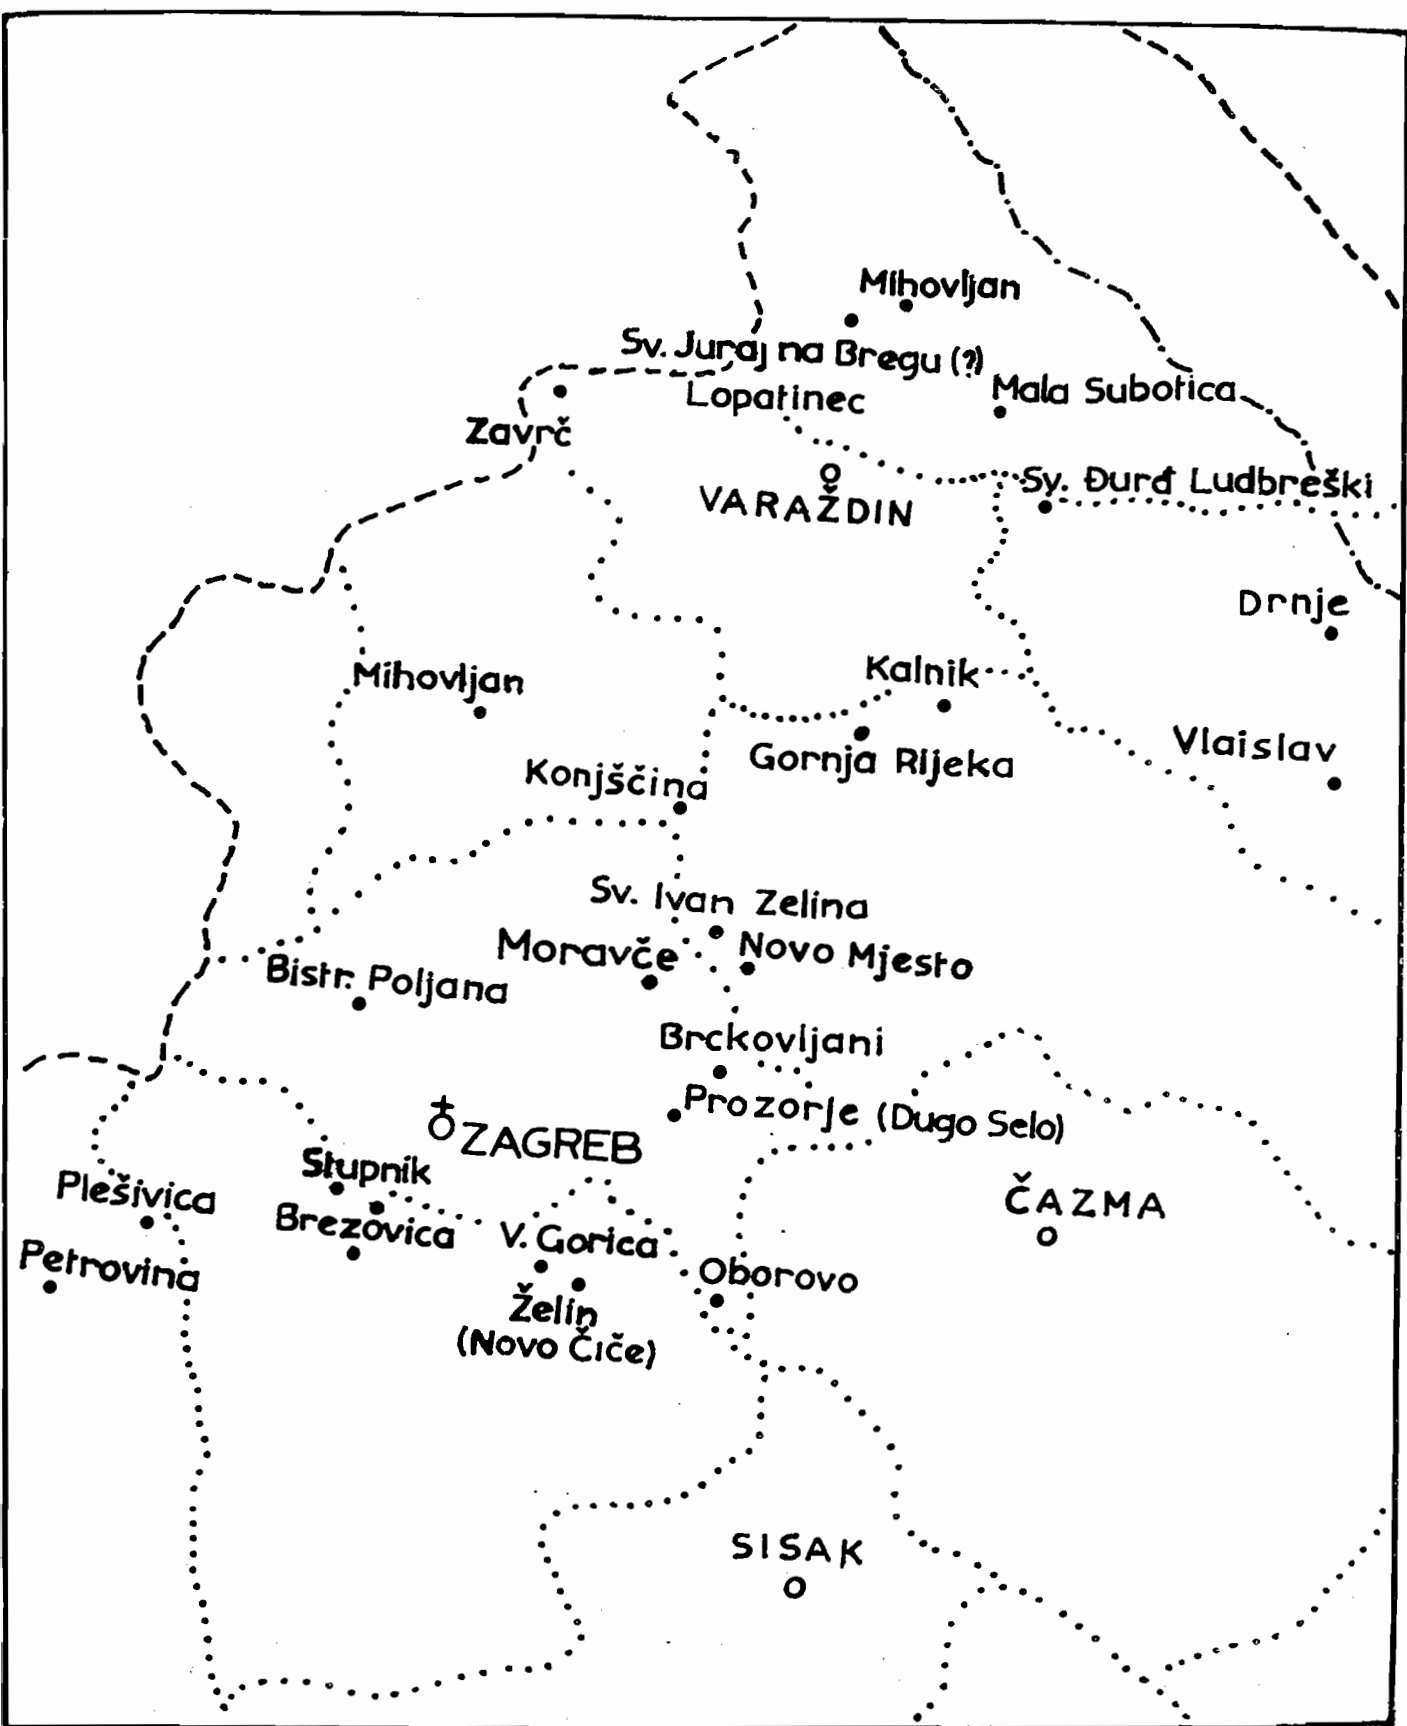 Mihovljan
Sv. Juraj na Bregu (?)
Lopatinec
Mala Subotica
Zavrč
VARAŽDIN
Sv. Đurđ Ludbreški
Drnje
Mihovljan
Kalnik
Gornja Rijeka
Vlaislav
Konjščina
Sv. Ivan Zelina
Moravče
Novo Mjesto
Bistr. Poljana
Brckovljani
Prozorje (Dugo Selo)
ZAGREB
Stupnik
Plešivica
Brezovica
V. Gorica
ČAZMA
Petrovina
Oborovo
Želin
(Novo Čiče)
SISAK